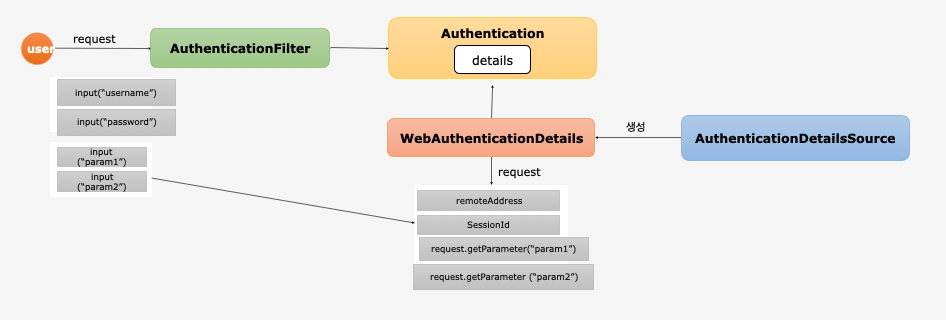 user
request
AuthenticationFilter
Authentication
details
input(“username”)
input(“password”)
input
(“param1”)
input
(“param2”)
WebAuthenticationDetails
생성
AuthenticationDetailsSource
request
remoteAddress
SessionId
request.getParameter(“param1”)
request.getParameter (“param2”)